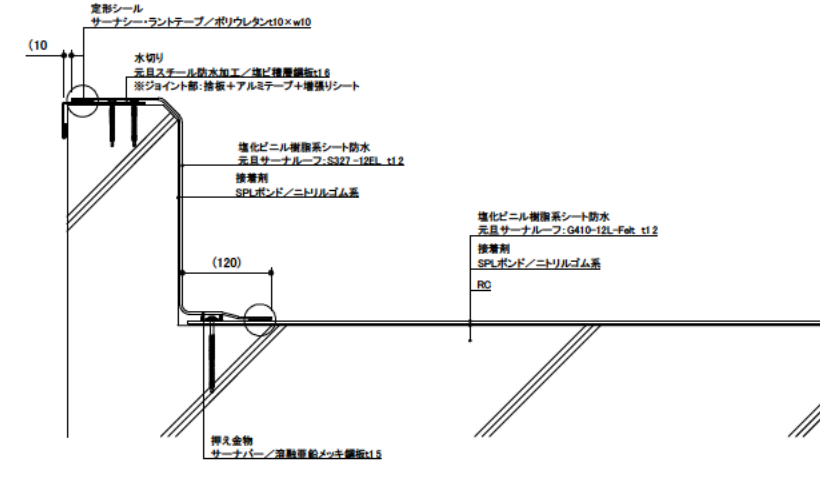 定形シール
サーナシー・ラントテープ／ポリウレタンt10×w10
(10
水切り
元旦スチール防水加工／塩ビ積層鋼板t1 6
※ジョイント部：捨板＋アルミテープ＋増張りシート
塩化ビニル樹脂系シート防水
元旦サーナルーフ：S327-12EL t1 2
接着剤
SPLボンド／ニトリルゴム系
塩化ビニル樹脂系シート防水
元旦サーナルーフ：G410-12L-Felt t1 2
接着剤
SPLボンド／ニトリルゴム系
RC
(120)
押え金物
サーナバー／溶融亜鉛メッキ鋼板t1 5